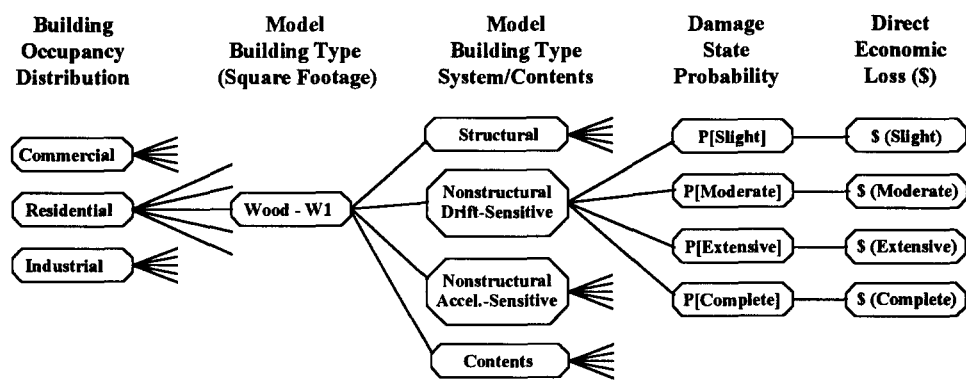 Building
Occupancy
Distribution
Model
Building Type
(Square Footage)
Model
Building Type
System/Contents
Damage
State
Probability
Direct
Economic
Loss ($)
Commercial
Residential
Industrial
Wood - W1
Structural
Nonstructural
Drift-Sensitive
Nonstructural
Accel.-Sensitive
Contents
P[Slight]
P[Moderate]
P[Extensive]
P[Complete]
$ (Slight)
$ (Moderate)
$ (Extensive)
$ (Complete)